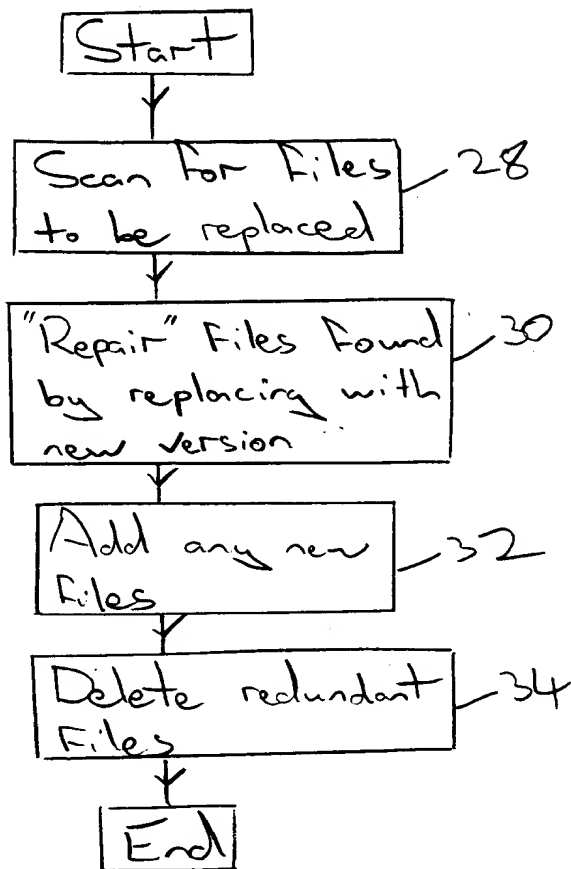 Start
Scan for files
to be replaced
28
"Repair" files found
by replacing with
new version
30
Add any new
files
32
Delete redundant
files
34
End